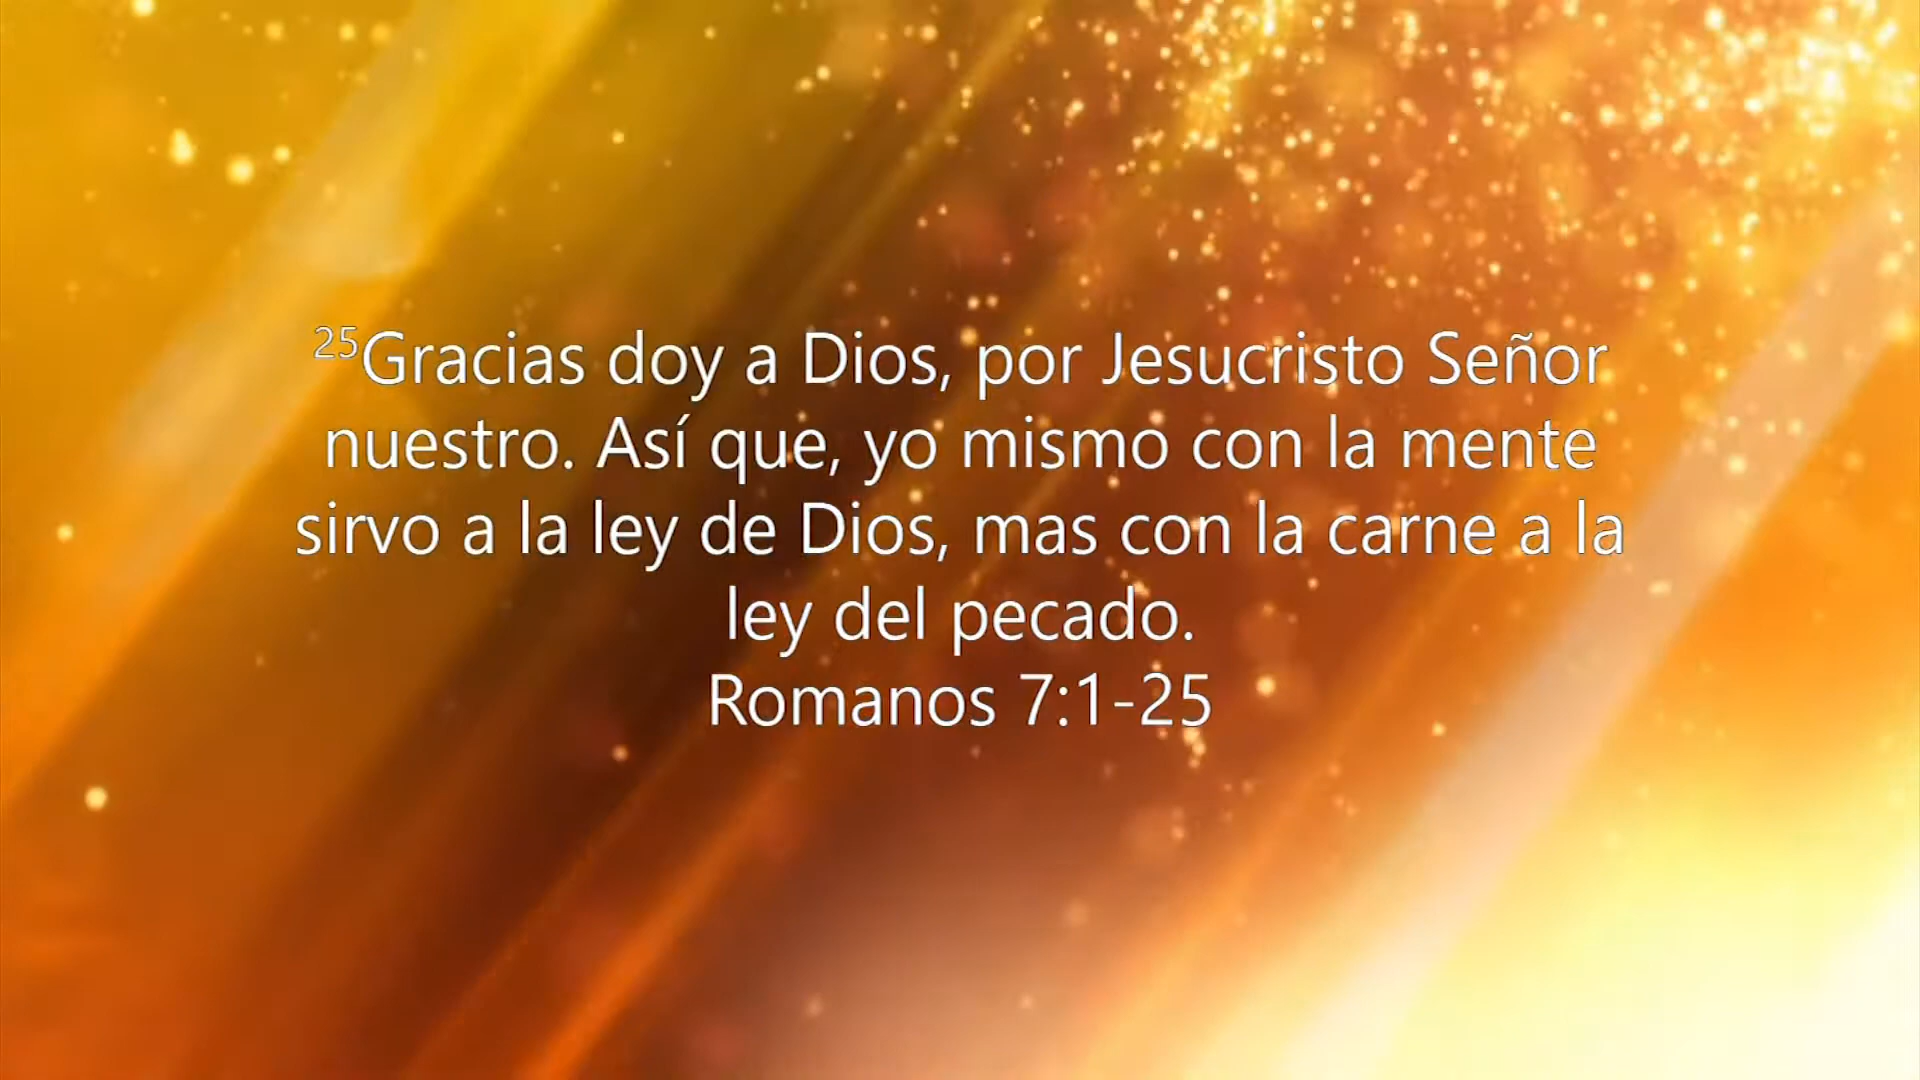 25Gracias doy a Dios, por Jesucristo Señor
nuestro. Así que, yo mismo con la mente
sirvo a la ley de Dios, mas con la carne a la
ley del pecado.
Romanos 7:1-25